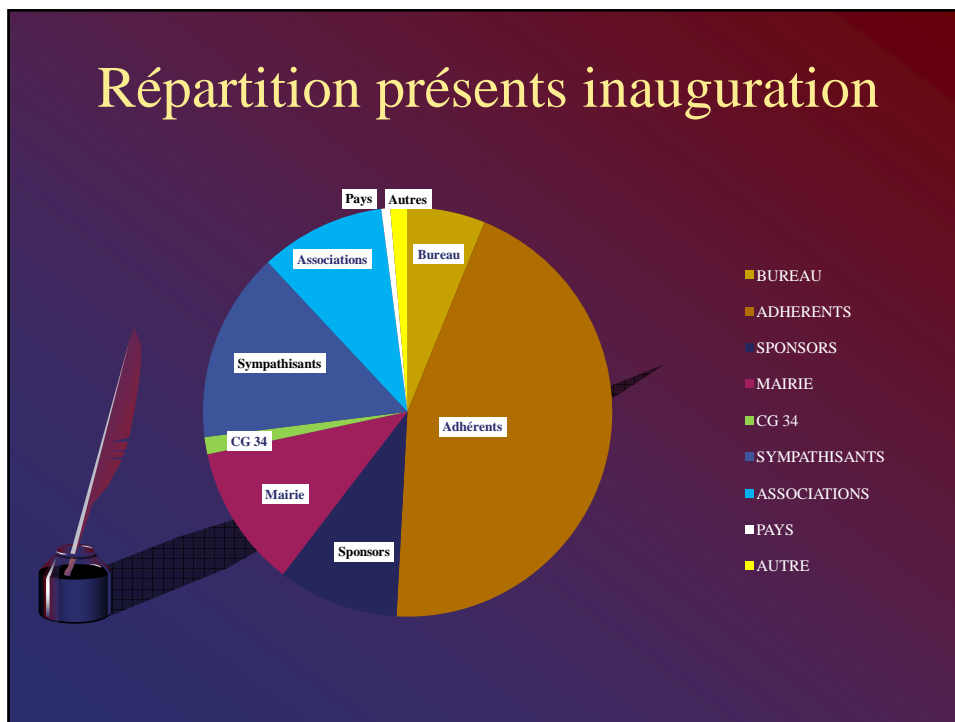 Répartition présents inauguration
Pays
Autres
Bureau
Associations
Sympathisants
Adhérents
CG 34
Mairie
Sponsors
BUREAU
ADHERENTS
SPONSORS
MAIRIE
CG 34
SYMPATHISANTS
ASSOCIATIONS
PAYS
AUTRE